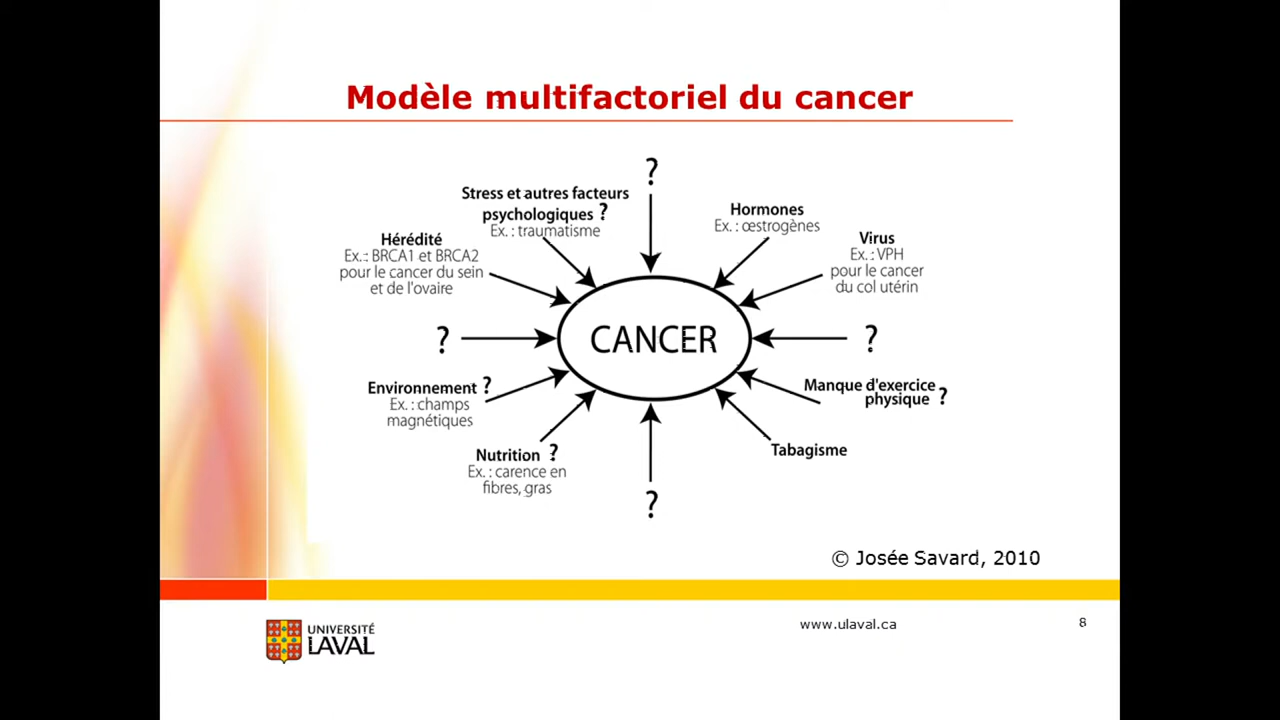 Modèle multifactoriel du cancer
?
Stress et autres facteurs
psychologiques ?
Ex. : traumatisme
Hormones
Ex. : œstrogènes
Hérédité
Ex.: BRCA1 et BRCA2
pour le cancer du sein
et de l'ovaire
Virus
Ex. : VPH
pour le cancer
du col utérin
?
CANCER
?
Environnement ?
Ex. : champs
magnétiques
Manque d'exercice
physique ?
Nutrition ?
Ex. : carence en
fibres, gras
Tabagisme
?
© Josée Savard, 2010
UNIVERSITÉ
LAVAL
www.ulaval.ca
8